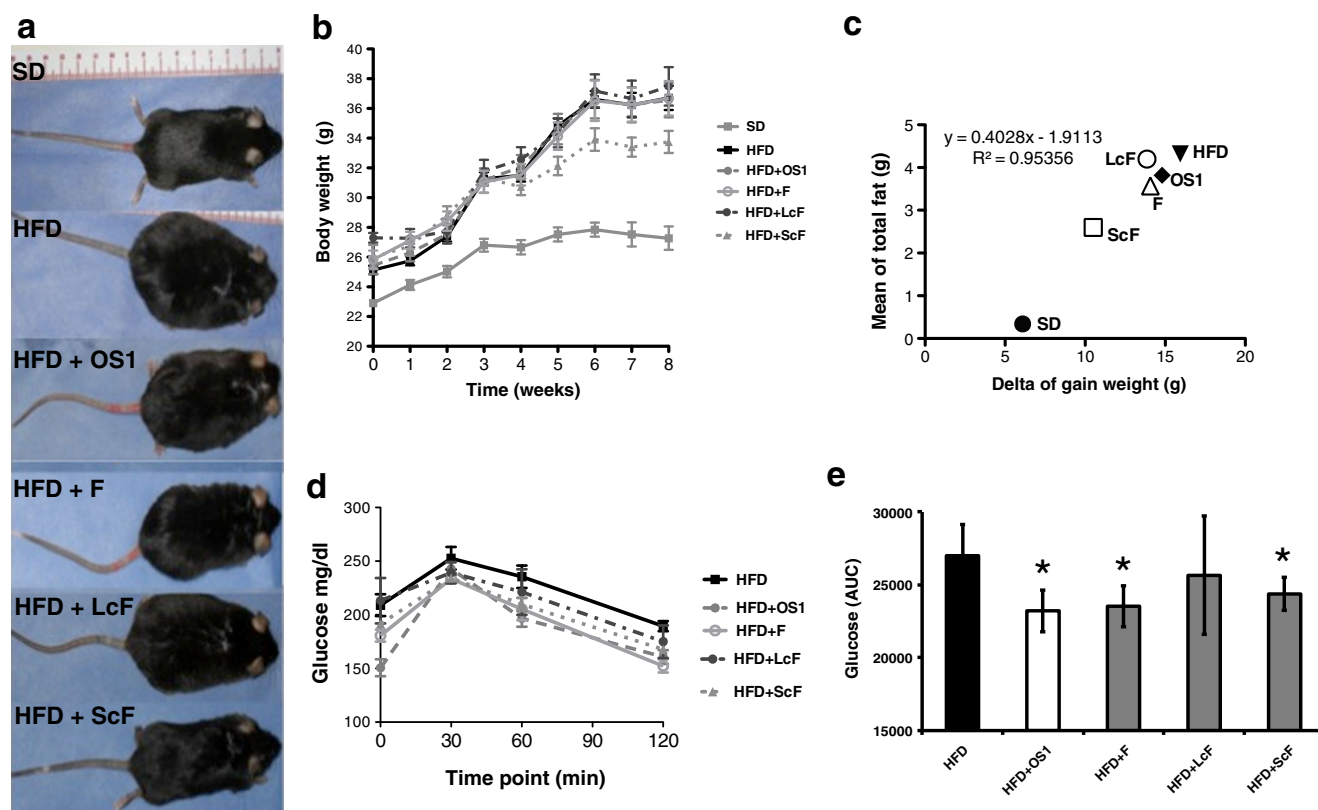 a
SD
HFD
HFD + OS1
HFD + F
HFD + LcF
HFD + ScF
b
Body weight (g)
40
38
36
34
32
30
28
26
24
22
20
0 1 2 3 4 5 6 7 8
Time (weeks)
SD
HFD
HFD+OS1
HFD+F
HFD+LcF
HFD+ScF
c
Mean of total fat (g)
5
4
3
2
1
0
y = 0.4028x - 1.9113
R² = 0.95356
LcF
HFD
OS1
F
ScF
SD
0 5 10 15 20
Delta of gain weight (g)
d
Glucose mg/dl
300
250
200
150
100
0 30 60 90 120
Time point (min)
HFD
HFD+OS1
HFD+F
HFD+LcF
HFD+ScF
e
Glucose (AUC)
30000
25000
20000
15000
* * *
HFD
HFD+OS1
HFD+F
HFD+LcF
HFD+ScF